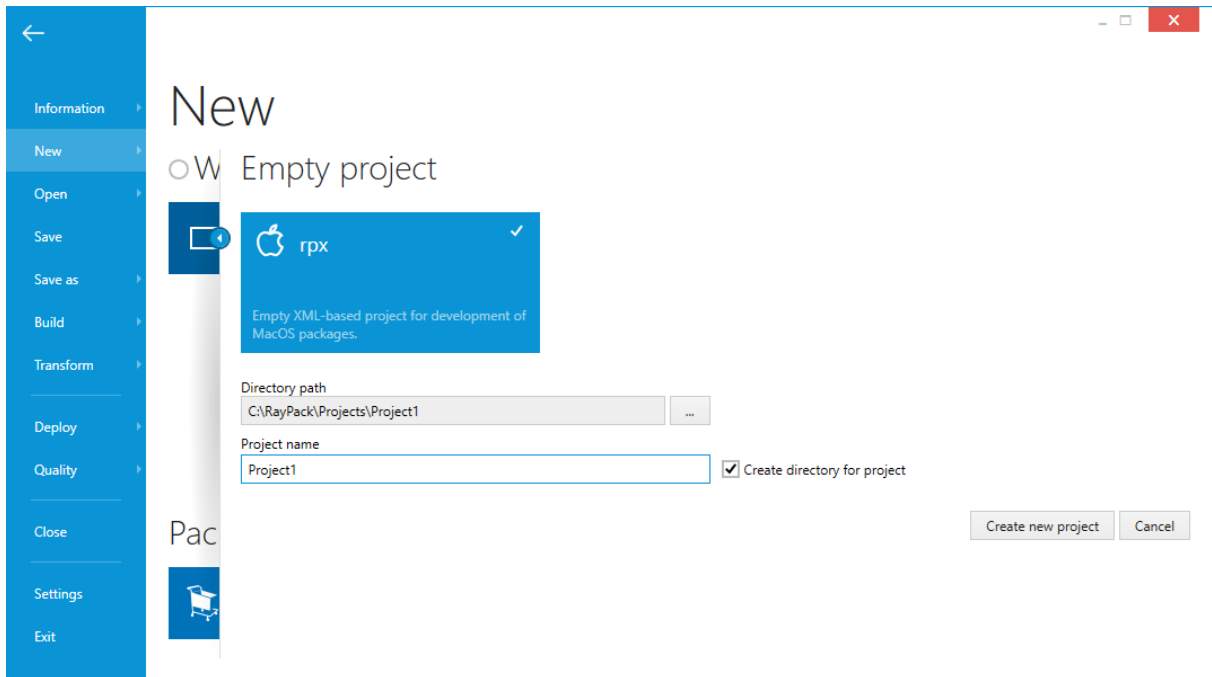 Information
New
Open
Save
Save as
Build
Transform
Deploy
Quality
Close
Settings
Exit
New
W
Empty project
rpx
Empty XML-based project for development of
MacOS packages.
Directory path
C:\RayPack\Projects\Project1
...
Project name
Project1
Create directory for project
Pac
Create new project
Cancel